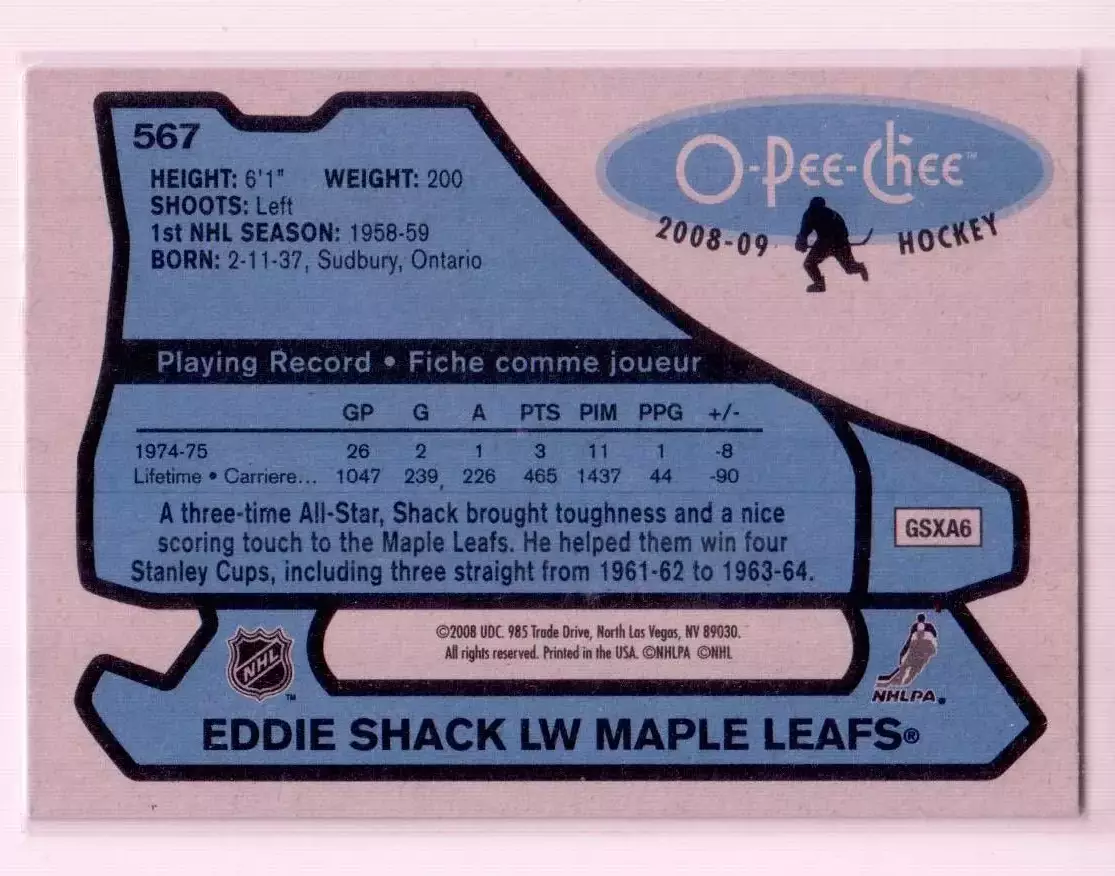 567
HEIGHT: 6'1" WEIGHT: 200
SHOOTS: Left
1st NHL SEASON: 1958-59
BORN: 2-11-37, Sudbury, Ontario
O-Pee-Chee™
2008-09 HOCKEY
Playing Record • Fiche comme joueur
GP G A PTS PIM PPG +/-
1974-75 26 2 1 3 11 1 -8
Lifetime • Carriere... 1047 239 226 465 1437 44 -90
A three-time All-Star, Shack brought toughness and a nice
scoring touch to the Maple Leafs. He helped them win four
Stanley Cups, including three straight from 1961-62 to 1963-64.
GSXA6
©2008 UDC. 985 Trade Drive, North Las Vegas, NV 89030.
All rights reserved. Printed in the USA. ©NHLPA ©NHL
NHL™
NHLPA®
EDDIE SHACK LW MAPLE LEAFS®